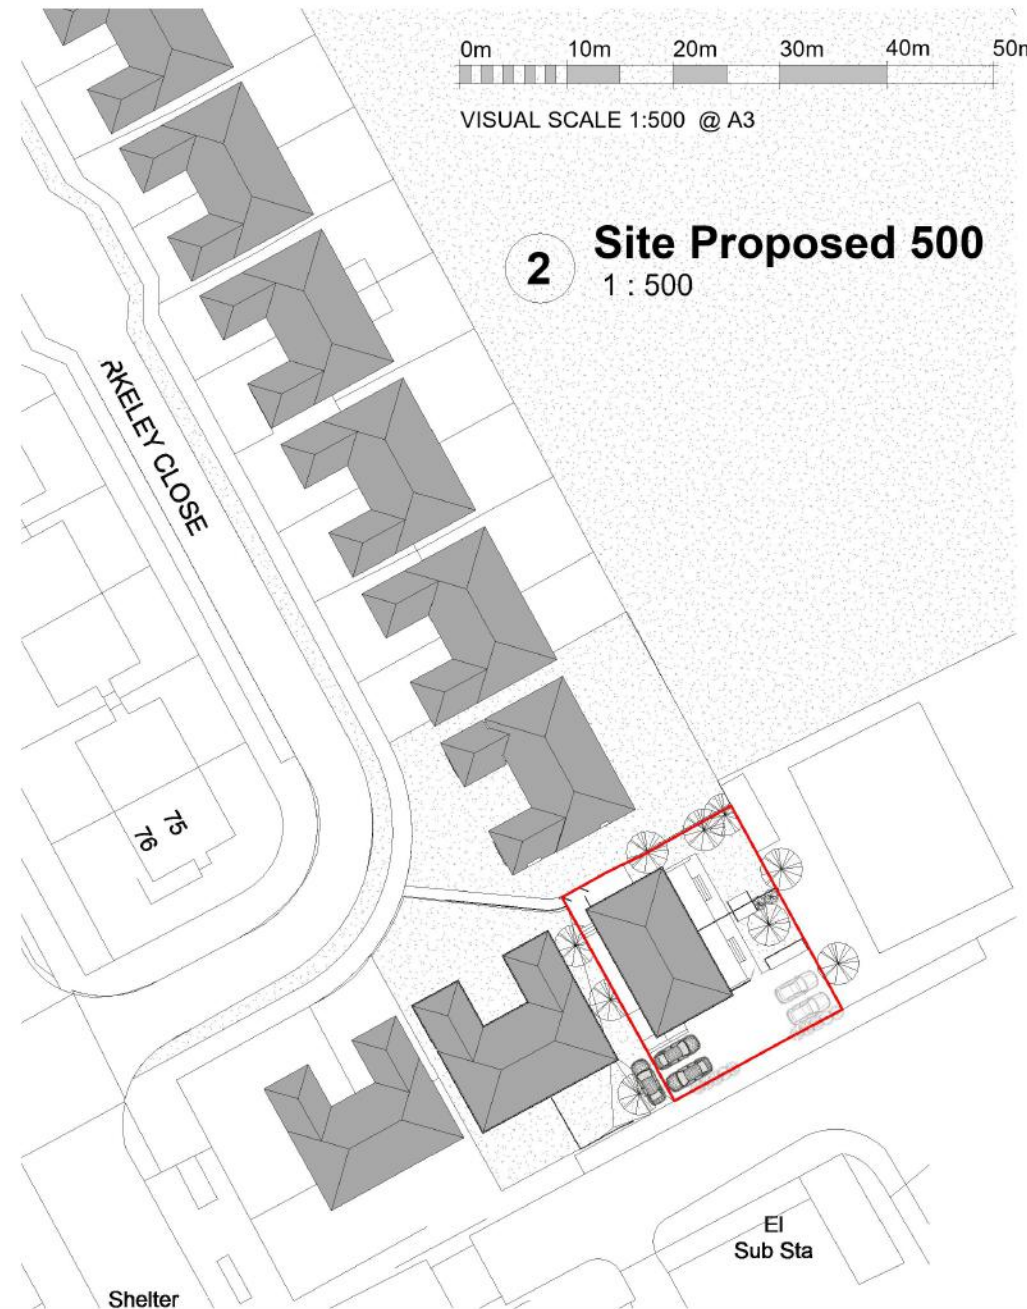 0m 10m 20m 30m 40m 50m
VISUAL SCALE 1:500 @ A3
2
Site Proposed 500
1 : 500
RKELEY CLOSE
75
76
El
Sub Sta
Shelter